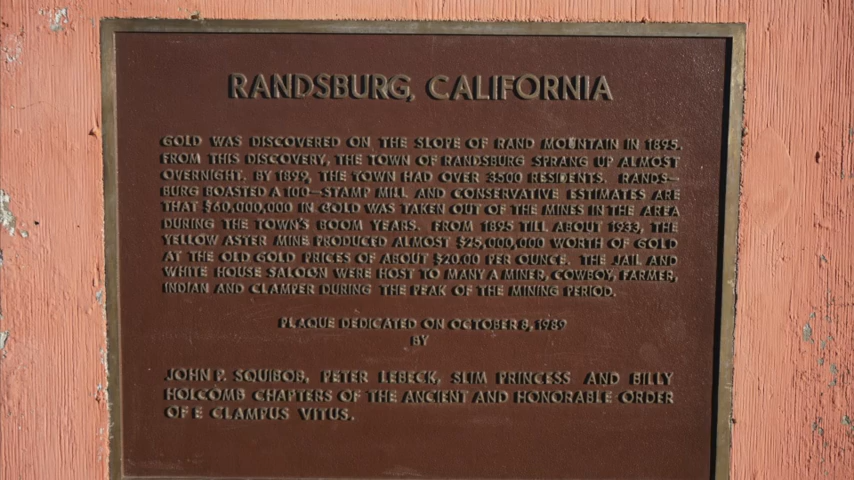 RANDSBURG, CALIFORNIA
GOLD WAS DISCOVERED ON THE SLOPE OF RAND MOUNTAIN IN 1895.
FROM THIS DISCOVERY, THE TOWN OF RANDSBURG SPRANG UP ALMOST
OVERNIGHT. BY 1899, THE TOWN HAD OVER 3500 RESIDENTS. RANDS-
BURG BOASTED A 100-STAMP MILL AND CONSERVATIVE ESTIMATES ARE
THAT $60,000,000 IN GOLD WAS TAKEN OUT OF THE MINES IN THE AREA
DURING THE TOWN'S BOOM YEARS. FROM 1895 TILL ABOUT 1933, THE
YELLOW ASTER MINE PRODUCED ALMOST $25,000,000 WORTH OF GOLD
AT THE OLD GOLD PRICES OF ABOUT $20.00 PER OUNCE. THE JAIL AND
WHITE HOUSE SALOON WERE HOST TO MANY A MINER, COWBOY, FARMER,
INDIAN AND CLAMPER DURING THE PEAK OF THE MINING PERIOD.
PLAQUE DEDICATED ON OCTOBER 8, 1989
BY
JOHN P. SQUIBOB, PETER LEBECK, SLIM PRINCESS AND BILLY
HOLCOMB CHAPTERS OF THE ANCIENT AND HONORABLE ORDER
OF E CLAMPUS VITUS.